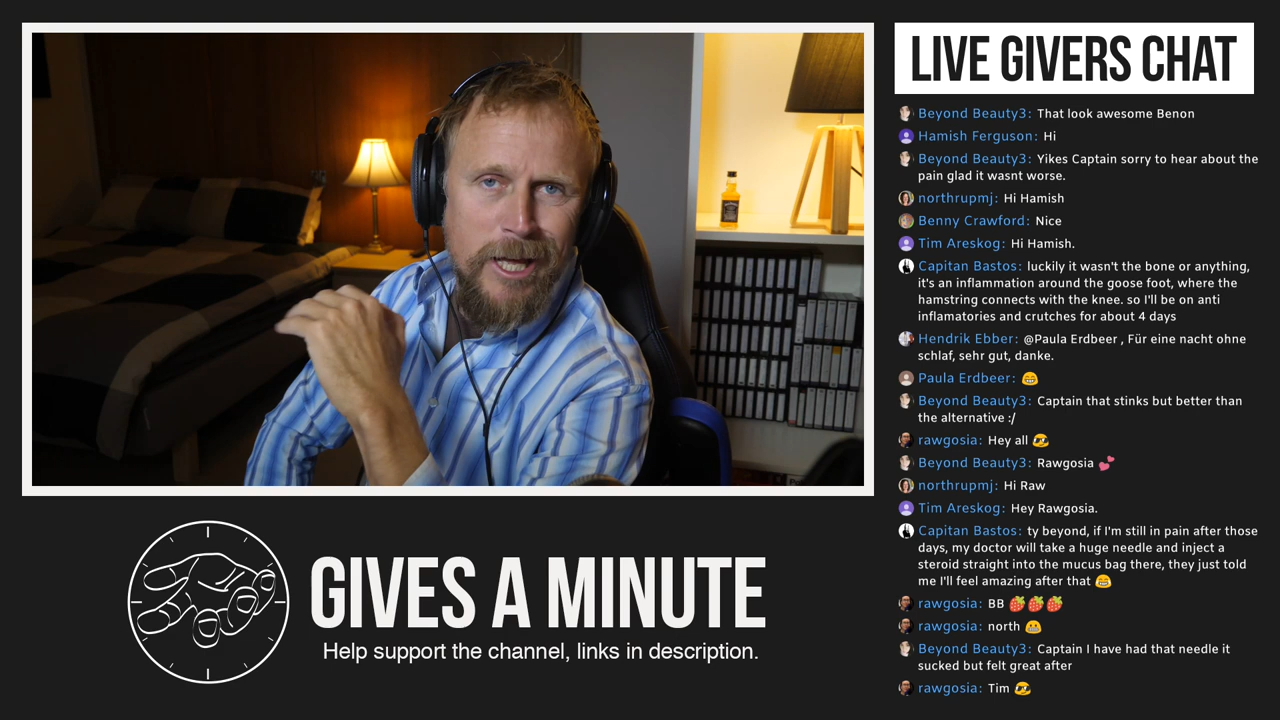 LIVE GIVERS CHAT
Beyond Beauty3: That look awesome Benon
Hamish Ferguson: Hi
Beyond Beauty3: Yikes Captain sorry to hear about the
pain glad it wasnt worse.
northrupmj: Hi Hamish
Benny Crawford: Nice
Tim Areskog: Hi Hamish.
Capitan Bastos: luckily it wasn't the bone or anything,
it's an inflammation around the goose foot, where the
hamstring connects with the knee. so I'll be on anti
inflamatories and crutches for about 4 days
Hendrik Ebber: @Paula Erdbeer , Für eine nacht ohne
schlaf, sehr gut, danke.
Paula Erdbeer: 😂
Beyond Beauty3: Captain that stinks but better than
the alternative :/
rawgosia: Hey all
Beyond Beauty3: Rawgosia 💕
northrupmj: Hi Raw
Tim Areskog: Hey Rawgosia.
Capitan Bastos: ty beyond, if I'm still in pain after those
days, my doctor will take a huge needle and inject a
steroid straight into the mucus bag there, they just told
me I'll feel amazing after that 😂
rawgosia: BB 🍓🍓🍓
rawgosia: north 😬
Beyond Beauty3: Captain I have had that needle it
sucked but felt great after
rawgosia: Tim
GIVES A MINUTE
Help support the channel, links in description.